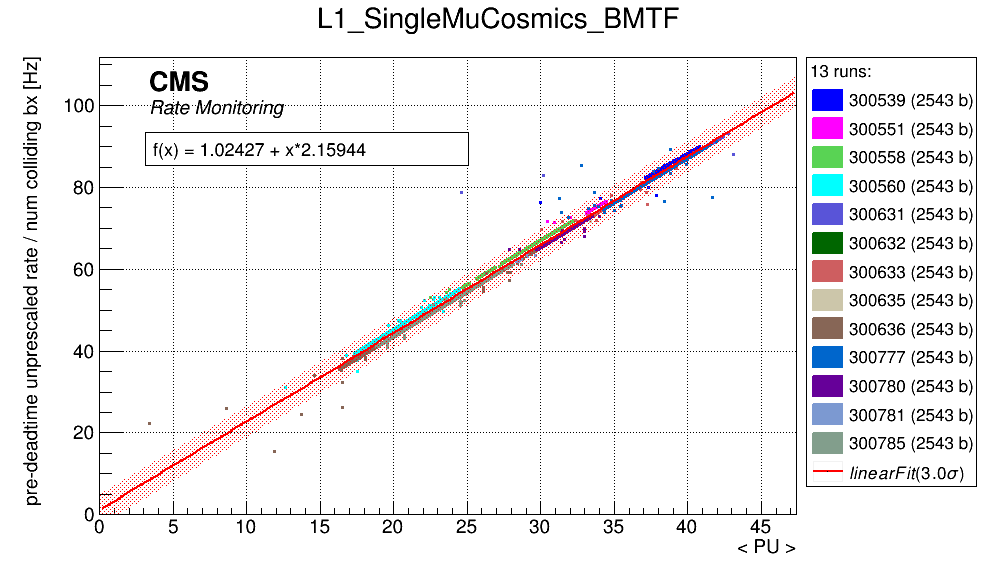 L1_SingleMuCosmics_BMTF
pre-deadtime unprescaled rate / num colliding bx [Hz]
CMS
Rate Monitoring
f(x) = 1.02427 + x*2.15944
100
80
60
40
20
0
0 5 10 15 20 25 30 35 40 45
< PU >
13 runs:
300539 (2543 b)
300551 (2543 b)
300558 (2543 b)
300560 (2543 b)
300631 (2543 b)
300632 (2543 b)
300633 (2543 b)
300635 (2543 b)
300636 (2543 b)
300777 (2543 b)
300780 (2543 b)
300781 (2543 b)
300785 (2543 b)
linearFit(3.0σ)